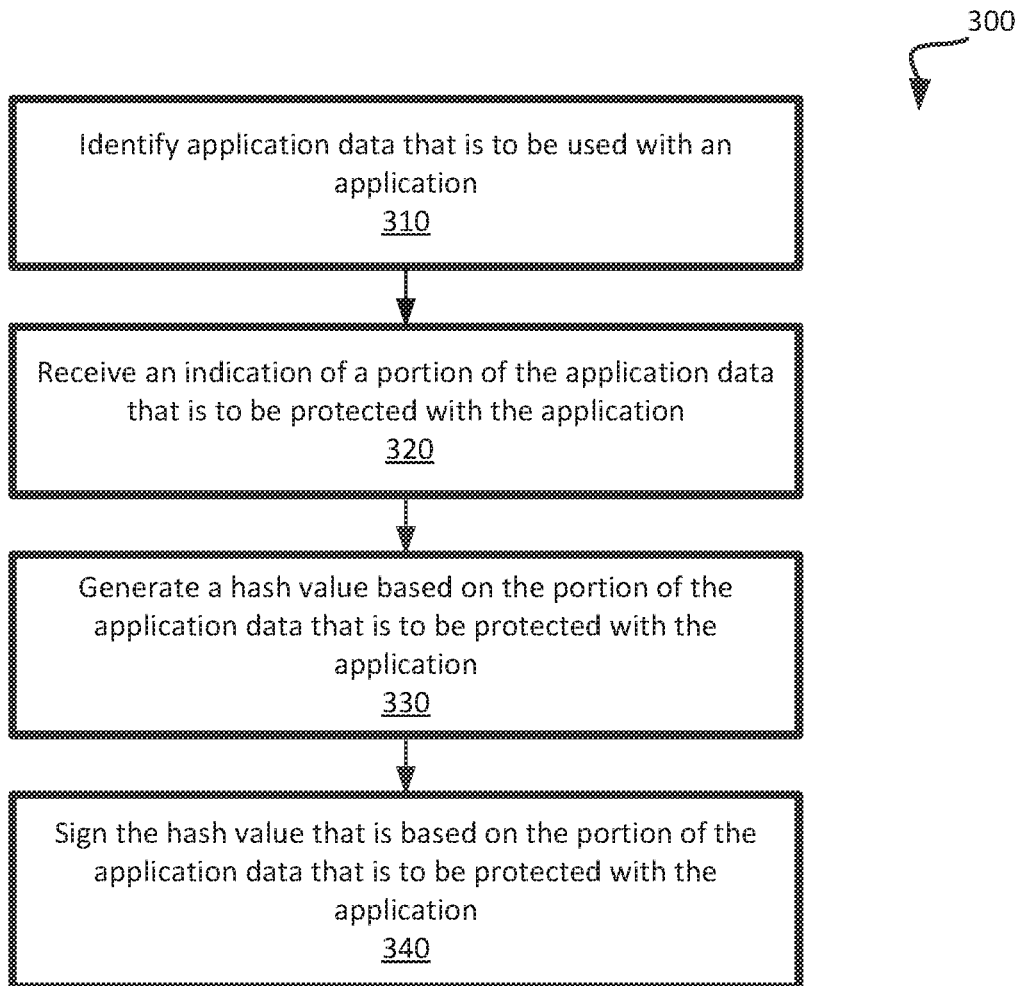 300
Identify application data that is to be used with an
application
310
Receive an indication of a portion of the application data
that is to be protected with the application
320
Generate a hash value based on the portion of the
application data that is to be protected with the
application
330
Sign the hash value that is based on the portion of the
application data that is to be protected with the
application
340